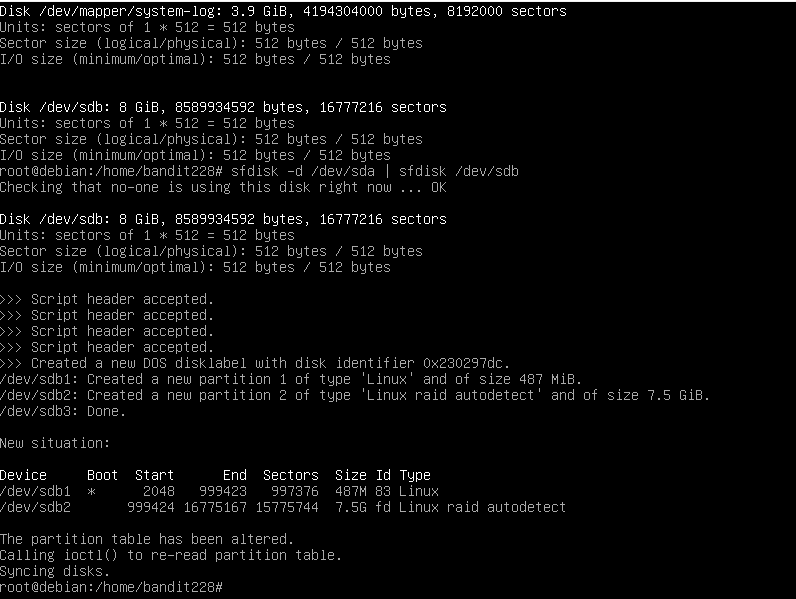 Disk /dev/mapper/system-log: 3.9 GiB, 4194304000 bytes, 8192000 sectors
Units: sectors of 1 * 512 = 512 bytes
Sector size (logical/physical): 512 bytes / 512 bytes
I/O size (minimum/optimal): 512 bytes / 512 bytes
Disk /dev/sdb: 8 GiB, 8589934592 bytes, 16777216 sectors
Units: sectors of 1 * 512 = 512 bytes
Sector size (logical/physical): 512 bytes / 512 bytes
I/O size (minimum/optimal): 512 bytes / 512 bytes
root@debian:/home/bandit228# sfdisk -d /dev/sda | sfdisk /dev/sdb
Checking that no-one is using this disk right now ... OK
Disk /dev/sdb: 8 GiB, 8589934592 bytes, 16777216 sectors
Units: sectors of 1 * 512 = 512 bytes
Sector size (logical/physical): 512 bytes / 512 bytes
I/O size (minimum/optimal): 512 bytes / 512 bytes
>>> Script header accepted.
>>> Script header accepted.
>>> Script header accepted.
>>> Script header accepted.
>>> Created a new DOS disklabel with disk identifier 0x230297dc.
/dev/sdb1: Created a new partition 1 of type 'Linux' and of size 487 MiB.
/dev/sdb2: Created a new partition 2 of type 'Linux raid autodetect' and of size 7.5 GiB.
/dev/sdb3: Done.
New situation:
Device     Boot  Start      End  Sectors  Size Id Type
/dev/sdb1  *      2048   999423   997376  487M 83 Linux
/dev/sdb2       999424 16775167 15775744  7.5G fd Linux raid autodetect
The partition table has been altered.
Calling ioctl() to re-read partition table.
Syncing disks.
root@debian:/home/bandit228#